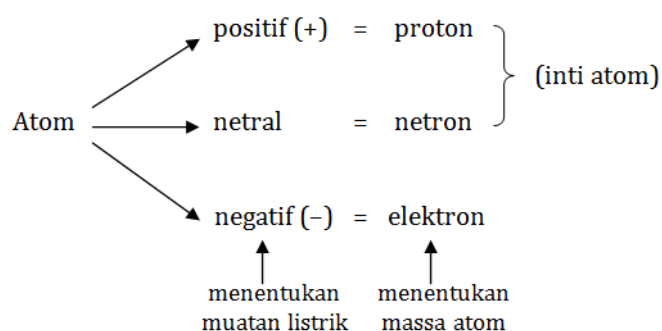 positif (+) = proton
(inti atom)
Atom
netral = netron
negatif (−) = elektron
menentukan muatan listrik
menentukan massa atom